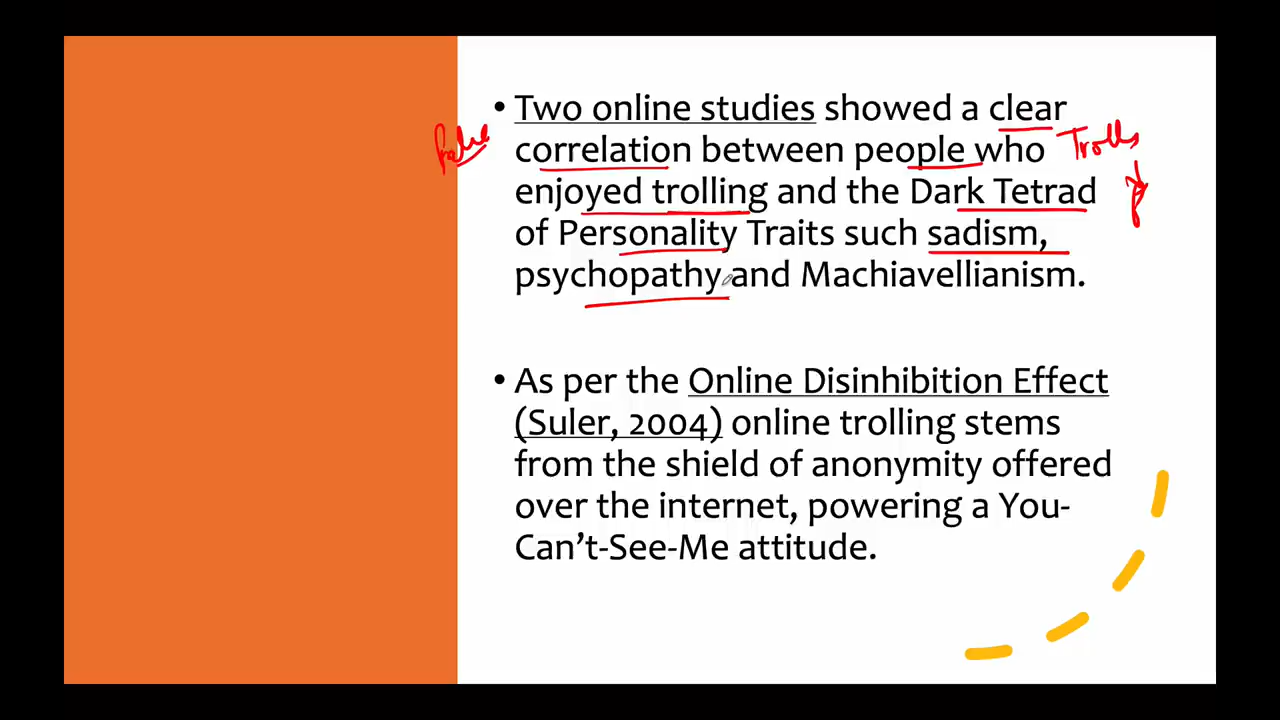 • Two online studies showed a clear
correlation between people who
enjoyed trolling and the Dark Tetrad
of Personality Traits such sadism,
psychopathy and Machiavellianism.
Trolls
• As per the Online Disinhibition Effect
(Suler, 2004) online trolling stems
from the shield of anonymity offered
over the internet, powering a You-
Can't-See-Me attitude.